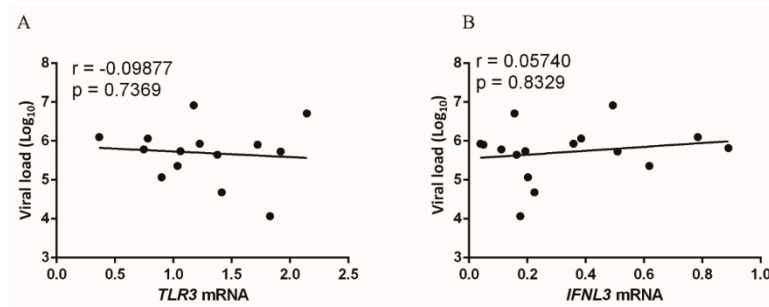 A
r = -0.09877
p = 0.7369
Viral load (Log10)
8
7
6
5
4
3
0.0 0.5 1.0 1.5 2.0 2.5
TLR3 mRNA
B
r = 0.05740
p = 0.8329
Viral load (Log10)
8
7
6
5
4
3
0.0 0.2 0.4 0.6 0.8 1.0
IFNL3 mRNA